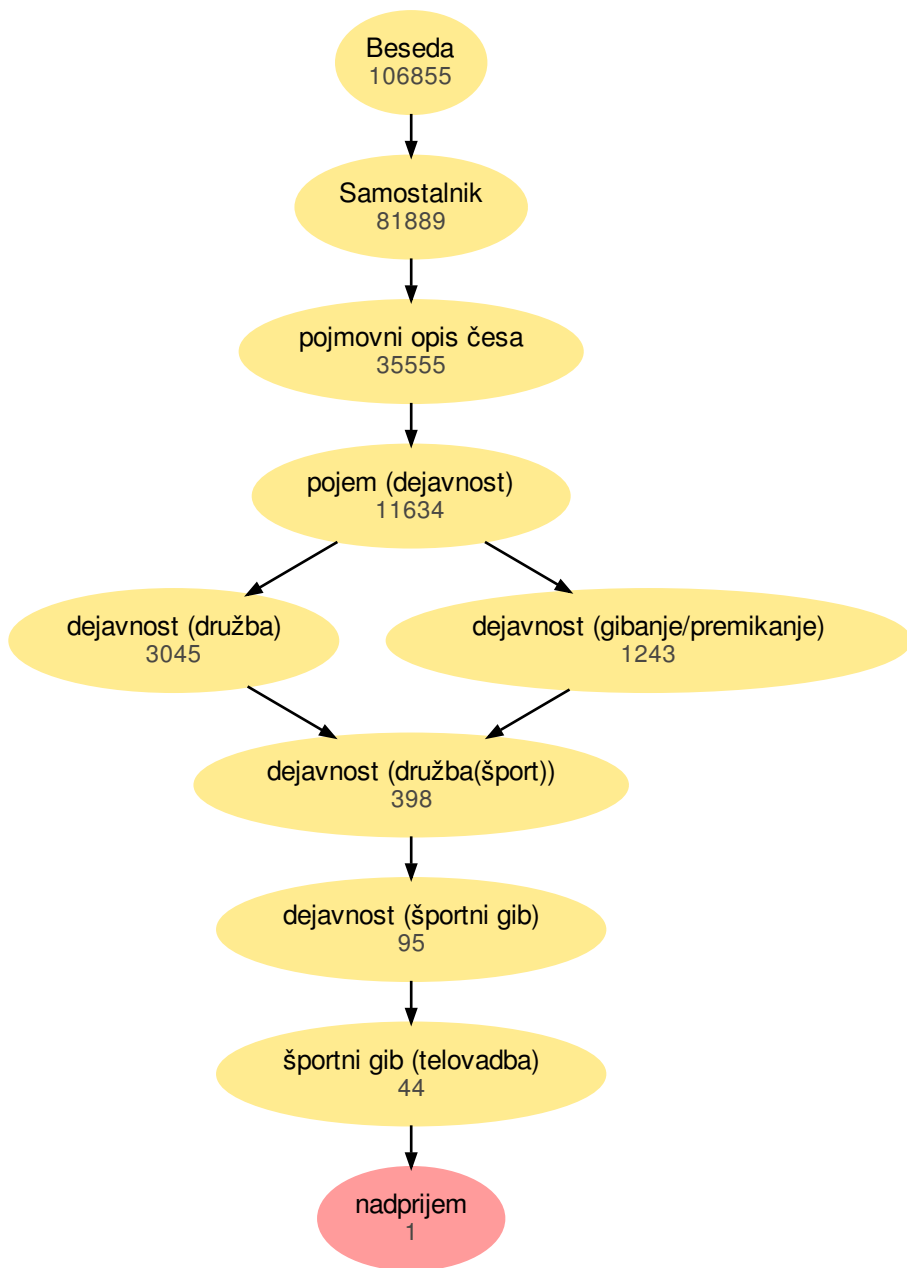 Beseda
106855
Samostalnik
81889
pojmovni opis česa
35555
pojem (dejavnost)
11634
dejavnost (družba)
3045
dejavnost (gibanje/premikanje)
1243
dejavnost (družba(šport))
398
dejavnost (športni gib)
95
športni gib (telovadba)
44
nadprijem
1